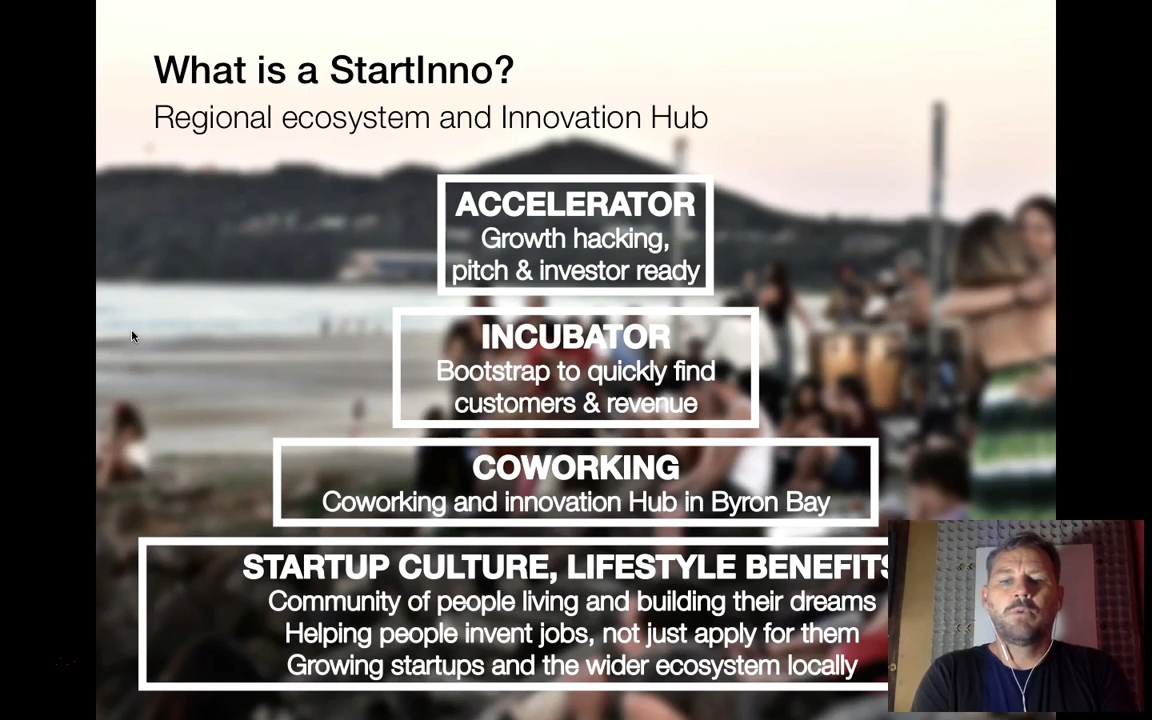 What is a StartInno?
Regional ecosystem and Innovation Hub
ACCELERATOR
Growth hacking,
pitch & investor ready
INCUBATOR
Bootstrap to quickly find
customers & revenue
COWORKING
Coworking and innovation Hub in Byron Bay
STARTUP CULTURE, LIFESTYLE BENEFITS
Community of people living and building their dreams
Helping people invent jobs, not just apply for them
Growing startups and the wider ecosystem locally